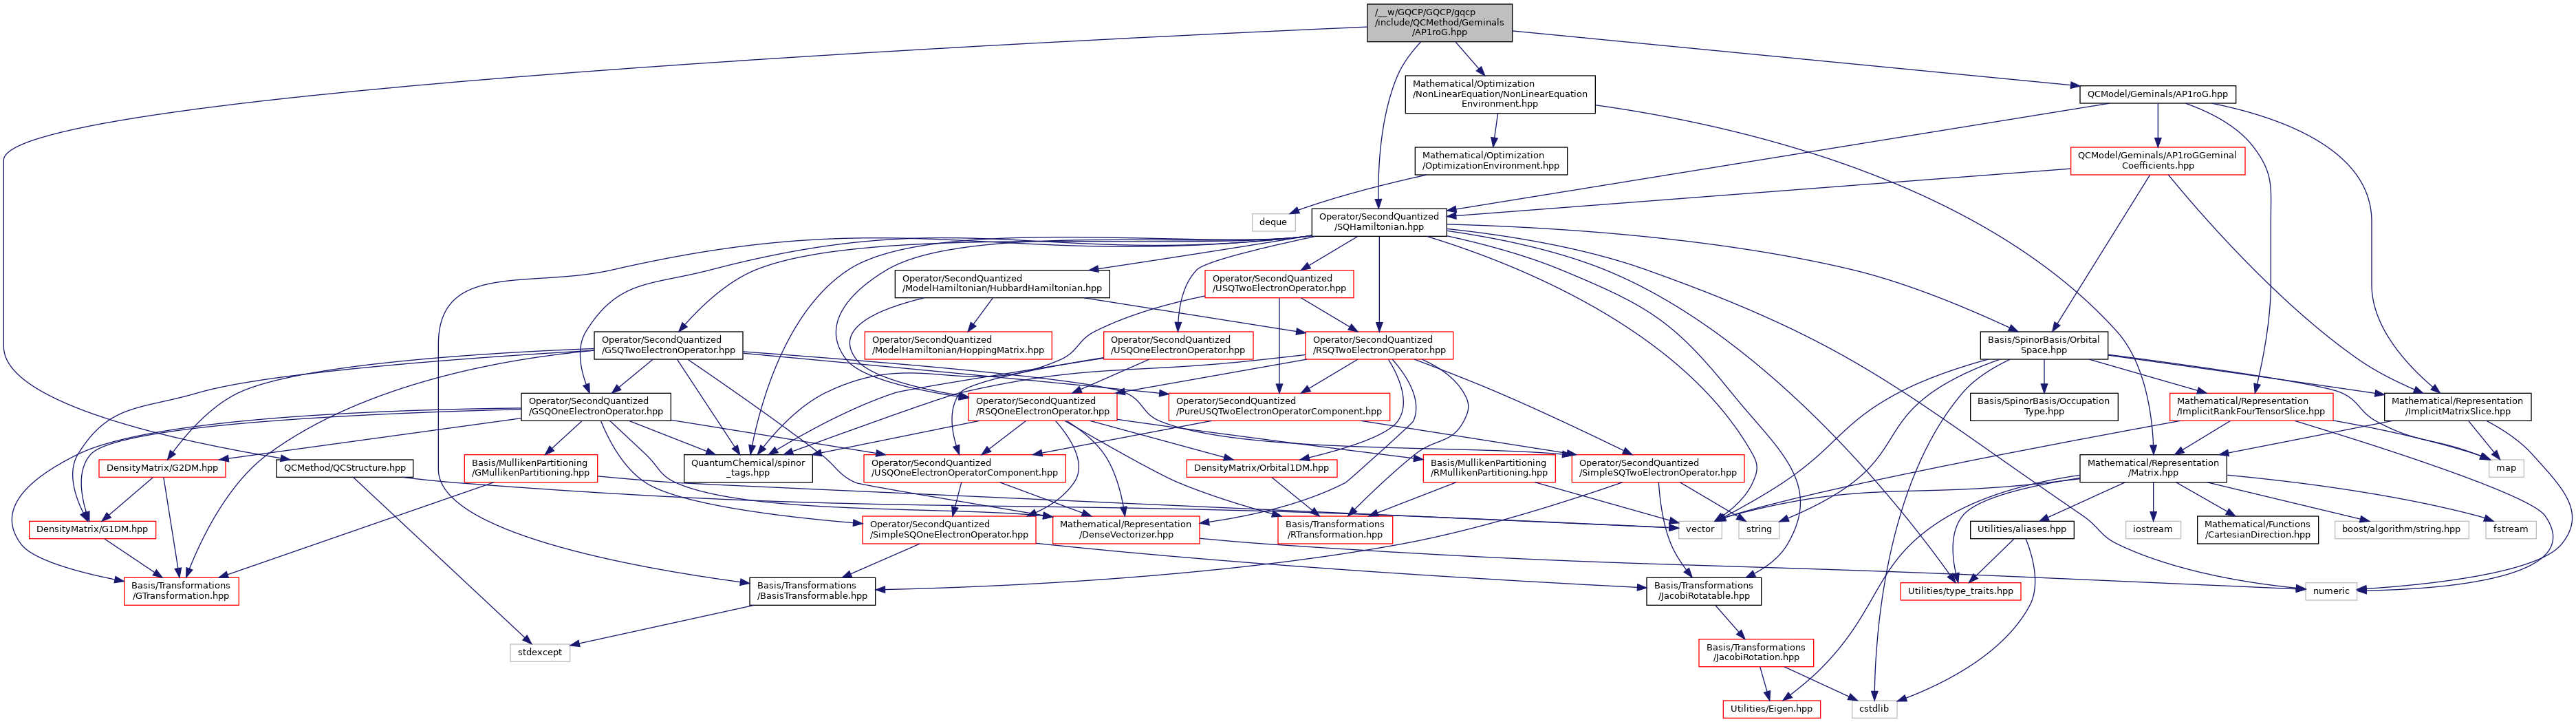 /__w/GQCP/GQCP/gqcp
/include/QCMethod/Geminals
/AP1roG.hpp
Mathematical/Optimization
/NonLinearEquation/NonLinearEquation
Environment.hpp
QCModel/Geminals/AP1roG.hpp
Mathematical/Optimization
/OptimizationEnvironment.hpp
QCModel/Geminals/AP1roGGeminal
Coefficients.hpp
deque
Operator/SecondQuantized
/SQHamiltonian.hpp
Operator/SecondQuantized
/ModelHamiltonian/HubbardHamiltonian.hpp
Operator/SecondQuantized
/USQTwoElectronOperator.hpp
Operator/SecondQuantized
/GSQTwoElectronOperator.hpp
Operator/SecondQuantized
/ModelHamiltonian/HoppingMatrix.hpp
Operator/SecondQuantized
/USQOneElectronOperator.hpp
Operator/SecondQuantized
/RSQTwoElectronOperator.hpp
Basis/SpinorBasis/Orbital
Space.hpp
Operator/SecondQuantized
/GSQOneElectronOperator.hpp
Operator/SecondQuantized
/RSQOneElectronOperator.hpp
Operator/SecondQuantized
/PureUSQTwoElectronOperatorComponent.hpp
Basis/SpinorBasis/Occupation
Type.hpp
Mathematical/Representation
/ImplicitRankFourTensorSlice.hpp
Mathematical/Representation
/ImplicitMatrixSlice.hpp
DensityMatrix/G2DM.hpp
QCMethod/QCStructure.hpp
Basis/MullikenPartitioning
/GMullikenPartitioning.hpp
QuantumChemical/spinor
_tags.hpp
Operator/SecondQuantized
/USQOneElectronOperatorComponent.hpp
DensityMatrix/Orbital1DM.hpp
Basis/MullikenPartitioning
/RMullikenPartitioning.hpp
Operator/SecondQuantized
/SimpleSQTwoElectronOperator.hpp
Mathematical/Representation
/Matrix.hpp
map
DensityMatrix/G1DM.hpp
Operator/SecondQuantized
/SimpleSQOneElectronOperator.hpp
Mathematical/Representation
/DenseVectorizer.hpp
Basis/Transformations
/RTransformation.hpp
vector
string
Utilities/aliases.hpp
iostream
Mathematical/Functions
/CartesianDirection.hpp
boost/algorithm/string.hpp
fstream
Basis/Transformations
/GTransformation.hpp
Basis/Transformations
/BasisTransformable.hpp
Basis/Transformations
/JacobiRotatable.hpp
Utilities/type_traits.hpp
numeric
stdexcept
Basis/Transformations
/JacobiRotation.hpp
Utilities/Eigen.hpp
cstdlib